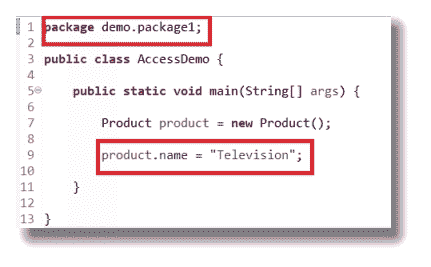 1 package demo.package1;
2
3 public class AccessDemo {
4
5 public static void main(String[] args) {
6
7 Product product = new Product();
8
9 product.name = "Television";
10
11 }
12
13 }